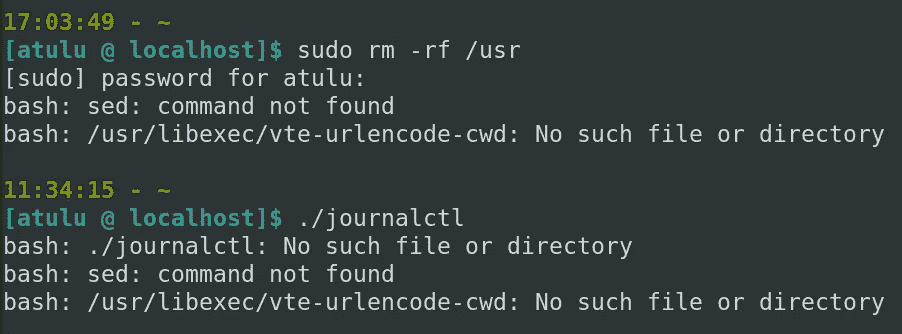 17:03:49 - ~
[atulu @ localhost]$ sudo rm -rf /usr
[sudo] password for atulu:
bash: sed: command not found
bash: /usr/libexec/vte-urlencode-cwd: No such file or directory
11:34:15 - ~
[atulu @ localhost]$ ./journalctl
bash: ./journalctl: No such file or directory
bash: sed: command not found
bash: /usr/libexec/vte-urlencode-cwd: No such file or directory